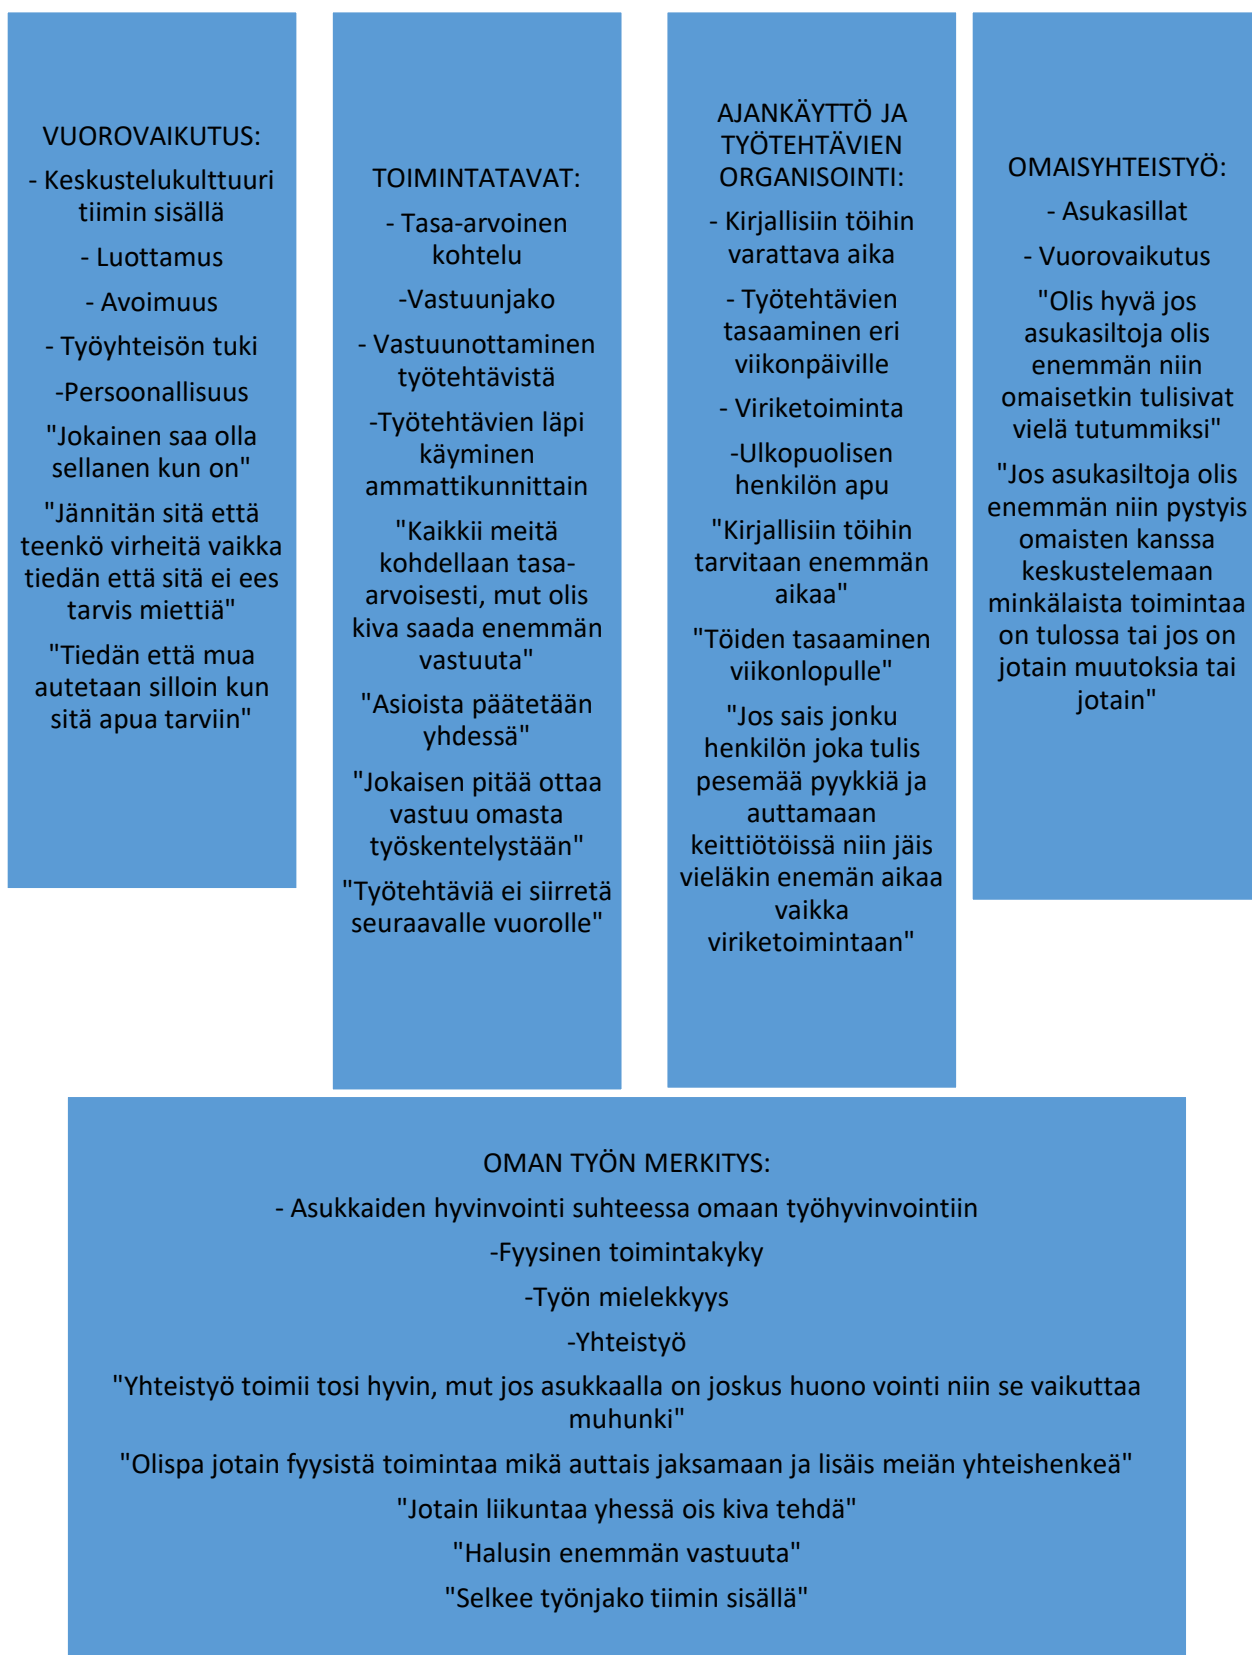 VUOROVAIKUTUS:
- Keskustelukulttuuri
tiimin sisällä
- Luottamus
- Avoimuus
- Työyhteisön tuki
-Persoonallisuus
"Jokainen saa olla
sellanen kun on"
"Jännitän sitä että
teenkö virheitä vaikka
tiedän että sitä ei ees
tarvis miettiä"
"Tiedän että mua
autetaan silloin kun
sitä apua tarviin"
TOIMINTATAVAT:
- Tasa-arvoinen
kohtelu
-Vastuunjako
- Vastuunottaminen
työtehtävistä
-Työtehtävien läpi
käyminen
ammattikunnittain
"Kaikkii meitä
kohdellaan tasa-
arvoisesti, mut olis
kiva saada enemmän
vastuuta"
"Asioista päätetään
yhdessä"
"Jokaisen pitää ottaa
vastuu omasta
työskentelystään"
"Työtehtäviä ei siirretä
seuraavalle vuorolle"
AJANKÄYTTÖ JA
TYÖTEHTÄVIEN
ORGANISOINTI:
- Kirjallisiin töihin
varattava aika
- Työtehtävien
tasaaminen eri
viikonpäiville
- Viriketoiminta
-Ulkopuolisen
henkilön apu
"Kirjallisiin töihin
tarvitaan enemmän
aikaa"
"Töiden tasaaminen
viikonlopulle"
"Jos sais jonku
henkilön joka tulis
pesemää pyykkiä ja
auttamaan
keittiötöissä niin jäis
vieläkin enemän aikaa
vaikka
viriketoimintaan"
OMAISYHTEISTYÖ:
- Asukasillat
- Vuorovaikutus
"Olis hyvä jos
asukasiltoja olis
enemmän niin
omaisetkin tulisivat
vielä tutummiksi"
"Jos asukasiltoja olis
enemmän niin pystyis
omaisten kanssa
keskustelemaan
minkälaista toimintaa
on tulossa tai jos on
jotain muutoksia tai
jotain"
OMAN TYÖN MERKITYS:
- Asukkaiden hyvinvointi suhteessa omaan työhyvinvointiin
-Fyysinen toimintakyky
-Työn mielekkyys
-Yhteistyö
"Yhteistyö toimii tosi hyvin, mut jos asukkaalla on joskus huono vointi niin se vaikuttaa
muhunki"
"Olispa jotain fyysistä toimintaa mikä auttais jaksamaan ja lisäis meiän yhteishenkeä"
"Jotain liikuntaa yhessä ois kiva tehdä"
"Halusin enemmän vastuuta"
"Selkee työnjako tiimin sisällä"